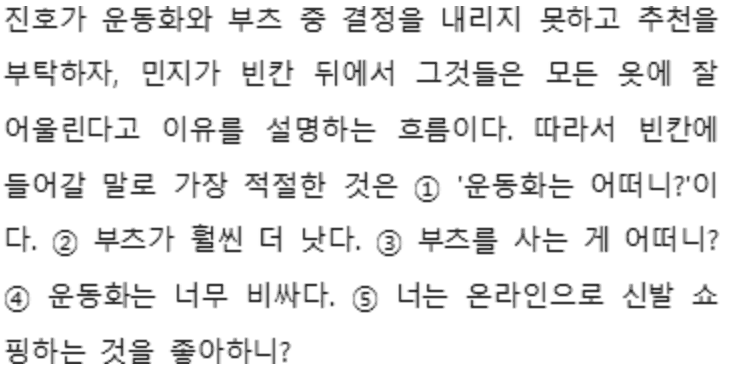 진호가 운동화와 부츠 중 결정을 내리지 못하고 추천을
부탁하자, 민지가 빈칸 뒤에서 그것들은 모든 옷에 잘
어울린다고 이유를 설명하는 흐름이다. 따라서 빈칸에
들어갈 말로 가장 적절한 것은 ① '운동화는 어떠니?'이
다. ② 부츠가 훨씬 더 낫다. ③ 부츠를 사는 게 어떠니?
④ 운동화는 너무 비싸다. ⑤ 너는 온라인으로 신발 쇼
핑하는 것을 좋아하니?